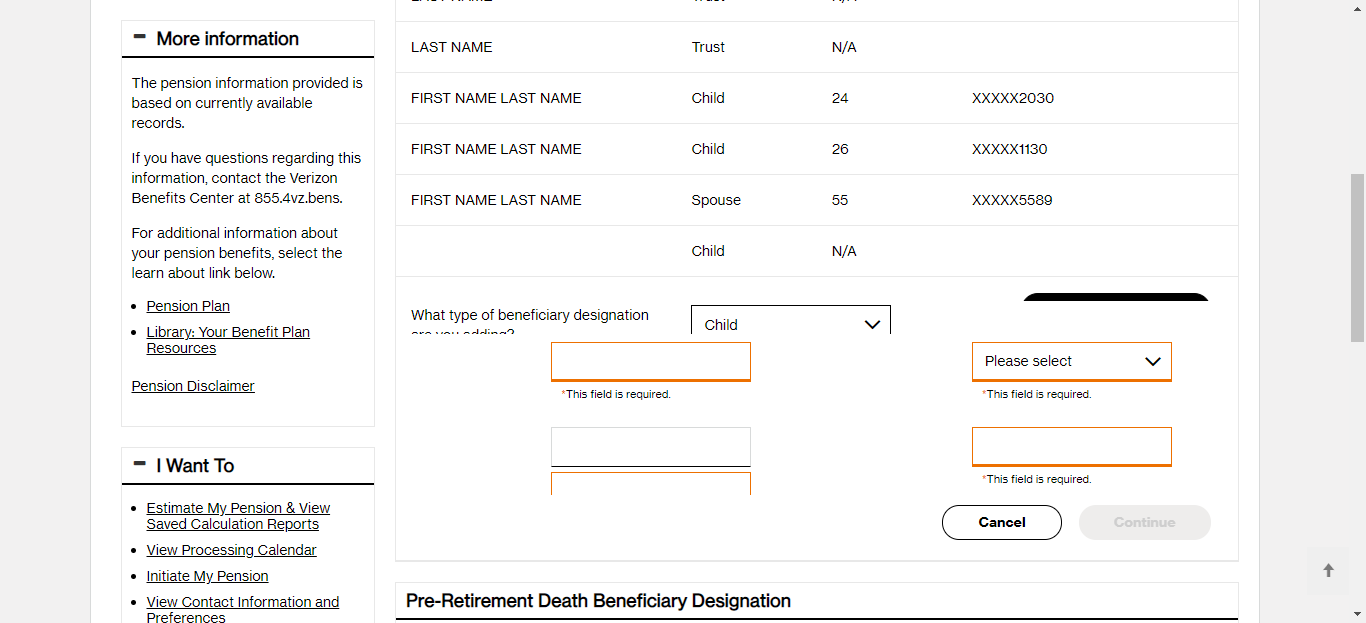 More information
The pension information provided is
based on currently available
records.
If you have questions regarding this
information, contact the Verizon
Benefits Center at 855.4vz.bens.
For additional information about
your pension benefits, select the
learn about link below.
Pension Plan
Library: Your Benefit Plan
Resources
Pension Disclaimer
I Want To
Estimate My Pension & View
Saved Calculation Reports
View Processing Calendar
Initiate My Pension
View Contact Information and
Preferences
LAST NAME Trust N/A
LAST NAME Trust N/A
FIRST NAME LAST NAME Child 24 XXXXX2030
FIRST NAME LAST NAME Child 26 XXXXX1130
FIRST NAME LAST NAME Spouse 55 XXXXX5589
Child N/A
What type of beneficiary designation
are you adding?
Child
Please select
*This field is required.
*This field is required.
*This field is required.
Cancel
Continue
Pre-Retirement Death Beneficiary Designation